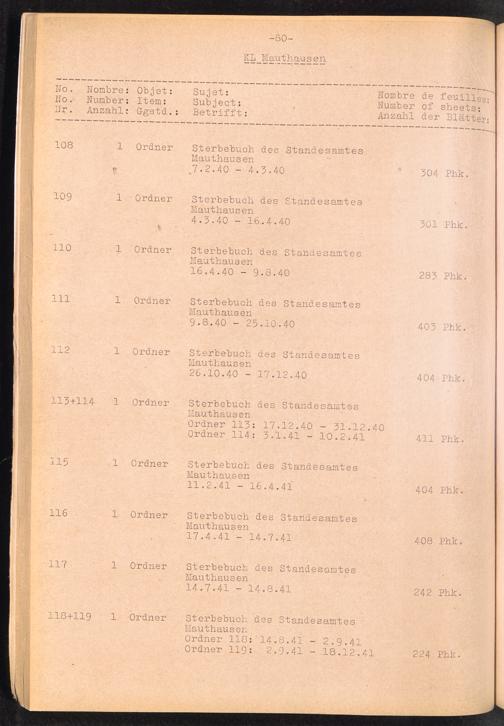 -80-
KL Mauthausen
No. Nombre: Objet: Sujet: Nombre de feuilles:
No. Number: Item: Subject: Number of sheets:
Nr. Anzahl: Ggstd.: Betrifft: Anzahl der Blätter:
108 1 Ordner Sterbebuch des Standesamtes
Mauthausen
7.2.40 - 4.3.40 304 Phk.
109 1 Ordner Sterbebuch des Standesamtes
Mauthausen
4.3.40 - 16.4.40 301 Phk.
110 1 Ordner Sterbebuch des Standesamtes
Mauthausen
16.4.40 - 9.8.40 283 Phk.
111 1 Ordner Sterbebuch des Standesamtes
Mauthausen
9.8.40 - 25.10.40 403 Phk.
112 1 Ordner Sterbebuch des Standesamtes
Mauthausen
26.10.40 - 17.12.40 404 Phk.
113+114 1 Ordner Sterbebuch des Standesamtes
Mauthausen
Ordner 113: 17.12.40 - 31.12.40
Ordner 114: 3.1.41 - 10.2.41 411 Phk.
115 1 Ordner Sterbebuch des Standesamtes
Mauthausen
11.2.41 - 16.4.41 404 Phk.
116 1 Ordner Sterbebuch des Standesamtes
Mauthausen
17.4.41 - 14.7.41 408 Phk.
117 1 Ordner Sterbebuch des Standesamtes
Mauthausen
14.7.41 - 14.8.41 242 Phk.
118+119 1 Ordner Sterbebuch des Standesamtes
Mauthausen
Ordner 118: 14.8.41 - 2.9.41
Ordner 119: 2.9.41 - 18.12.41 224 Phk.